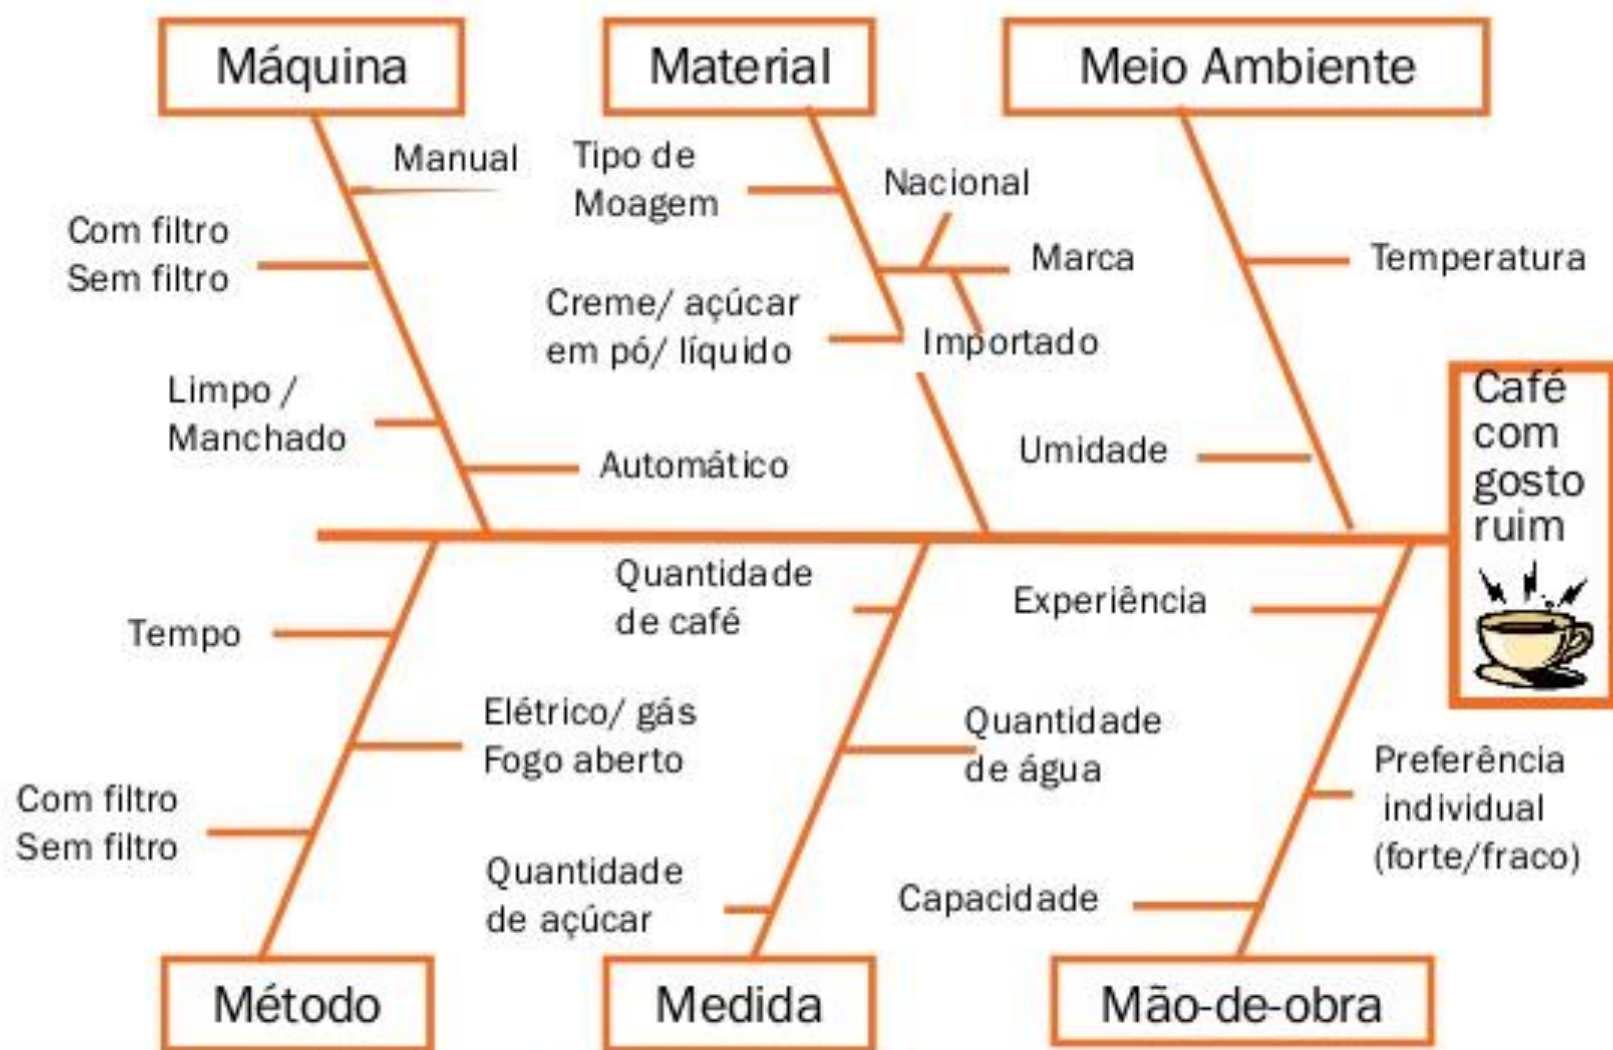 Máquina
Material
Meio Ambiente
Manual
Com filtro
Sem filtro
Limpo /
Manchado
Automático
Tipo de
Moagem
Nacional
Marca
Creme/ açúcar
em pó/ líquido
Importado
Temperatura
Umidade
Café
com
gosto
ruim
Tempo
Elétrico/ gás
Fogo aberto
Com filtro
Sem filtro
Quantidade
de café
Quantidade
de água
Quantidade
de açúcar
Experiência
Preferência
individual
(forte/fraco)
Capacidade
Método
Medida
Mão-de-obra